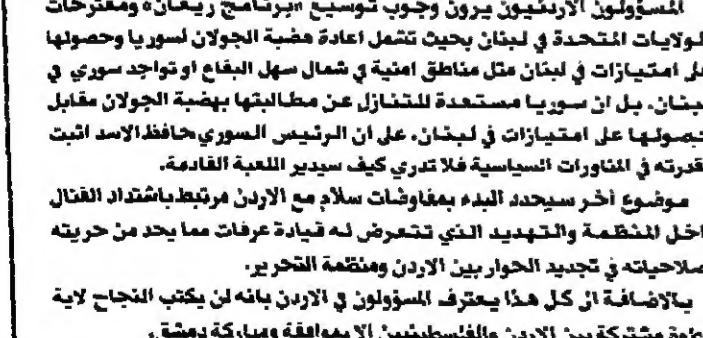 المسؤولون الاردنيون يرون وجوب توسيع «برنامج ريغان» ومقترحات
لولايات المتحدة في لبنان بحيث تشمل اعادة هضبة الجولان لسوريا وحصولها
على امتيازات في لبنان مثل مناطق امنية في شمال سهل البقاع او تواجد سوري في
لبنان. بل ان سوريا مستعدة للتنازل عن مطالبتها بهضبة الجولان مقابل
حصولها على امتيازات في لبنان. على ان الرئيس السوري حافظ الاسد اثبت
قدرته في المناورات السياسية فلا تدري كيف سيدير اللعبة القادمة.
موضوع آخر سيحدد البدء بمفاوضات سلام مع الاردن مرتبط باشتداد القتال
داخل المنظمة والتهديد الذي تتعرض له قيادة عرفات مما يحد من حريته
صلاحياته في تجديد الحوار بين الاردن ومنظمة التحرير.
بالاضافة ال كل هذا يعترف المسؤولون في الاردن بانه لن يكتب النجاح لاية
خطوة مشتركة بين الاردن والفلسطينيين الا بموافقة ومباركة دمشق.